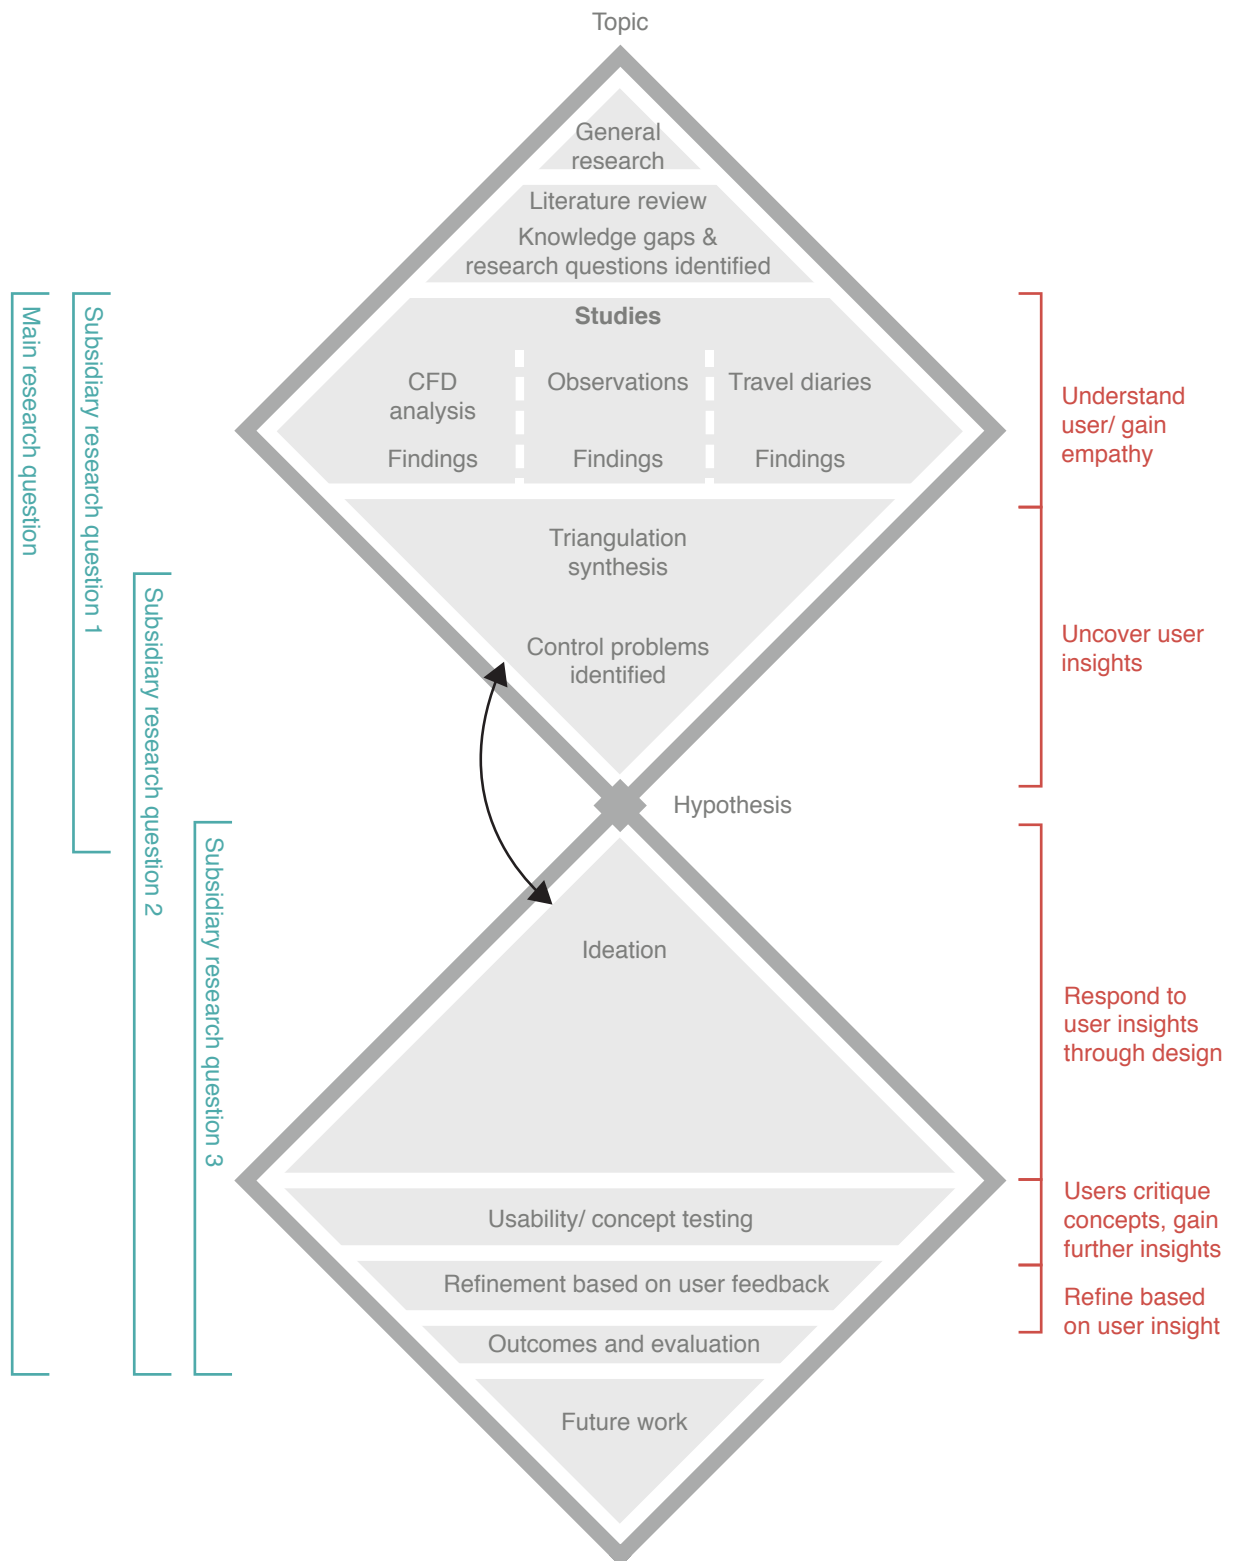 Topic
General
research
Literature review
Knowledge gaps &
research questions identified
Studies
CFD
analysis
Observations
Travel diaries
Findings
Findings
Findings
Triangulation
synthesis
Control problems
identified
Hypothesis
Ideation
Usability/ concept testing
Refinement based on user feedback
Outcomes and evaluation
Future work
Main research question
Subsidiary research question 1
Subsidiary research question 2
Subsidiary research question 3
Understand
user/ gain
empathy
Uncover user
insights
Respond to
user insights
through design
Users critique
concepts, gain
further insights
Refine based
on user insight